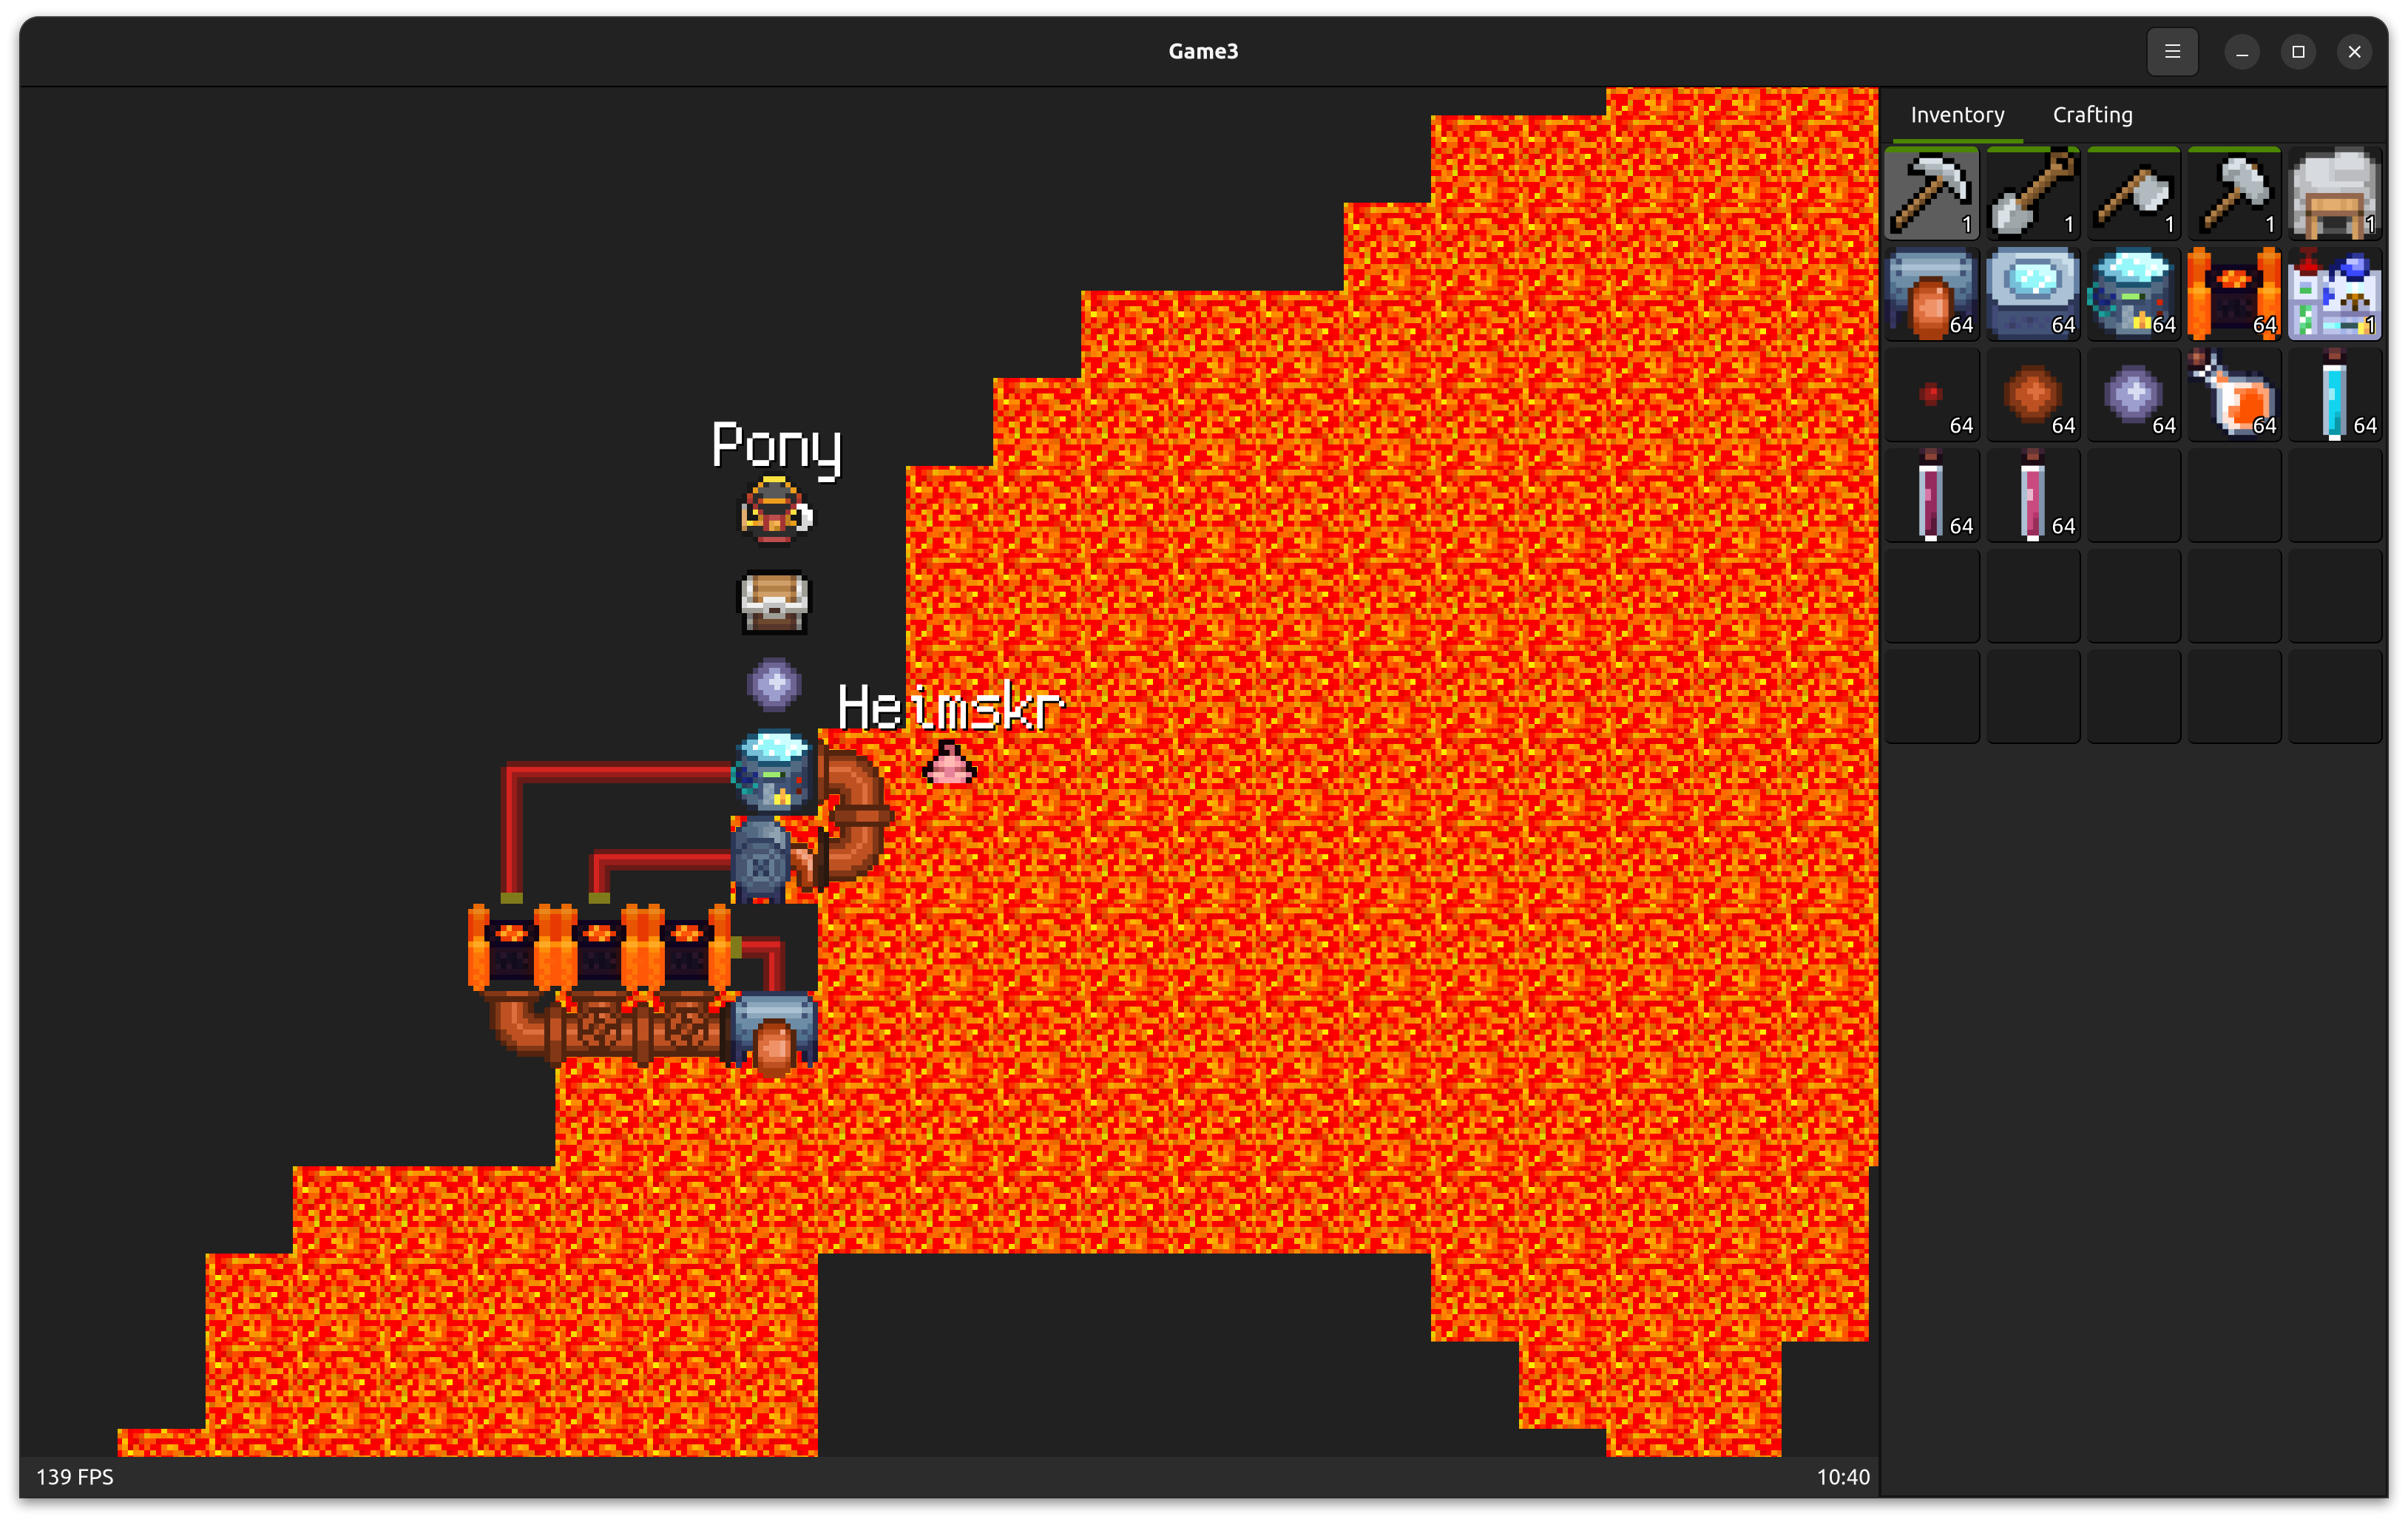 Game3
Inventory Crafting
1 1 1 1 1
64 64 64 64 1
64 64 64 64 64
64 64
Pony
Heimskr
139 FPS
10:40